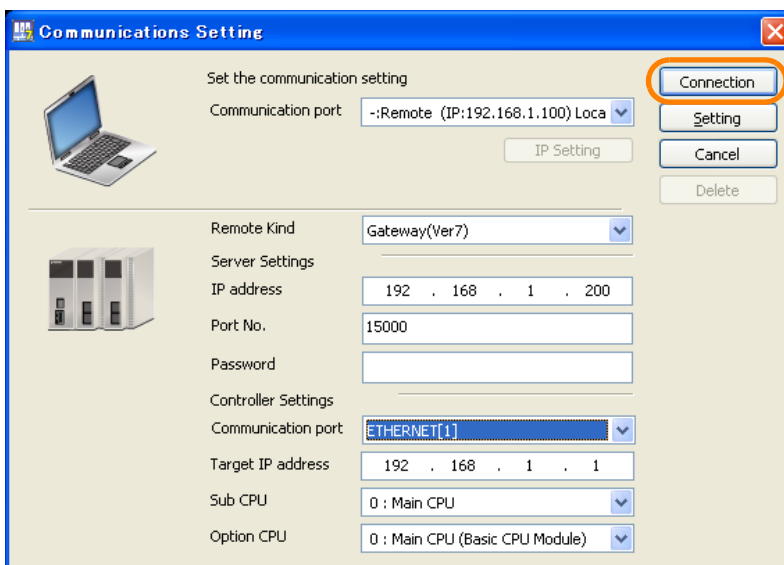 Communications Setting
Set the communication setting
Connection
Communication port -:Remote (IP:192.168.1.100) Loca
Setting
IP Setting
Cancel
Delete
Remote Kind Gateway(Ver7)
Server Settings
IP address 192 . 168 . 1 . 200
Port No. 15000
Password
Controller Settings
Communication port ETHERNET[1]
Target IP address 192 . 168 . 1 . 1
Sub CPU 0 : Main CPU
Option CPU 0 : Main CPU (Basic CPU Module)